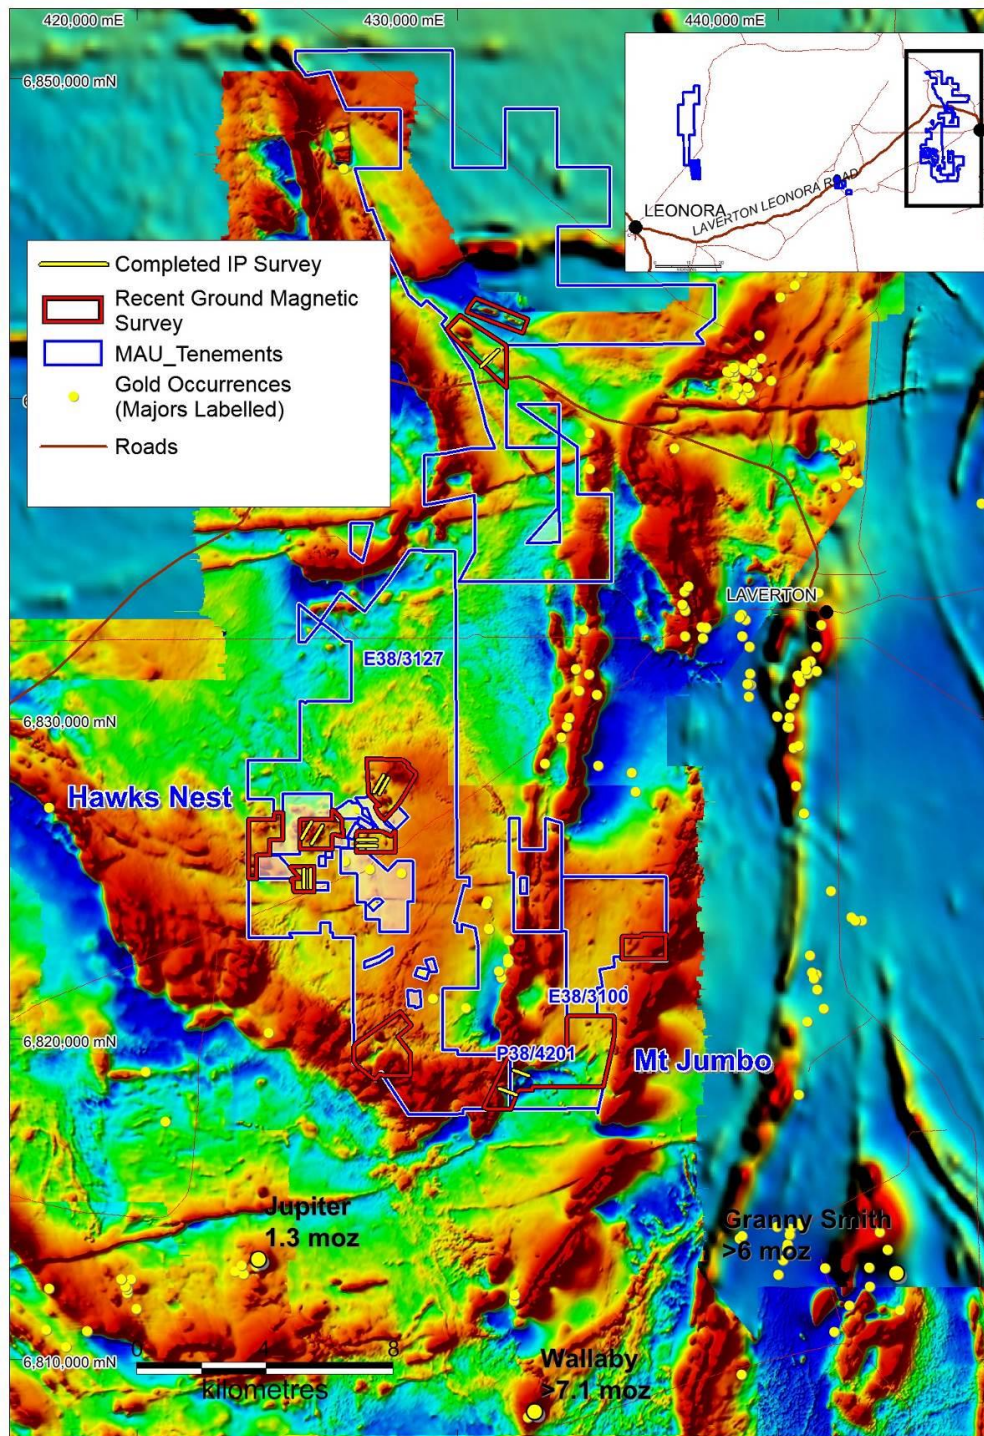 420,000 mE
430,000 mE
440,000 mE
6,850,000 mN
LEONORA
LAVERTON LEONORA ROAD
Completed IP Survey
Recent Ground Magnetic
Survey
MAU_Tenements
Gold Occurrences
(Majors Labelled)
Roads
LAVERTON
E38/3127
6,830,000 mN
Hawks Nest
E38/3100
6,820,000 mN
P38/4201
Mt Jumbo
Jupiter
1.3 moz
Granny Smith
>6 moz
Wallaby
>7.1 moz
6,810,000 mN
0 4 8
kilometres